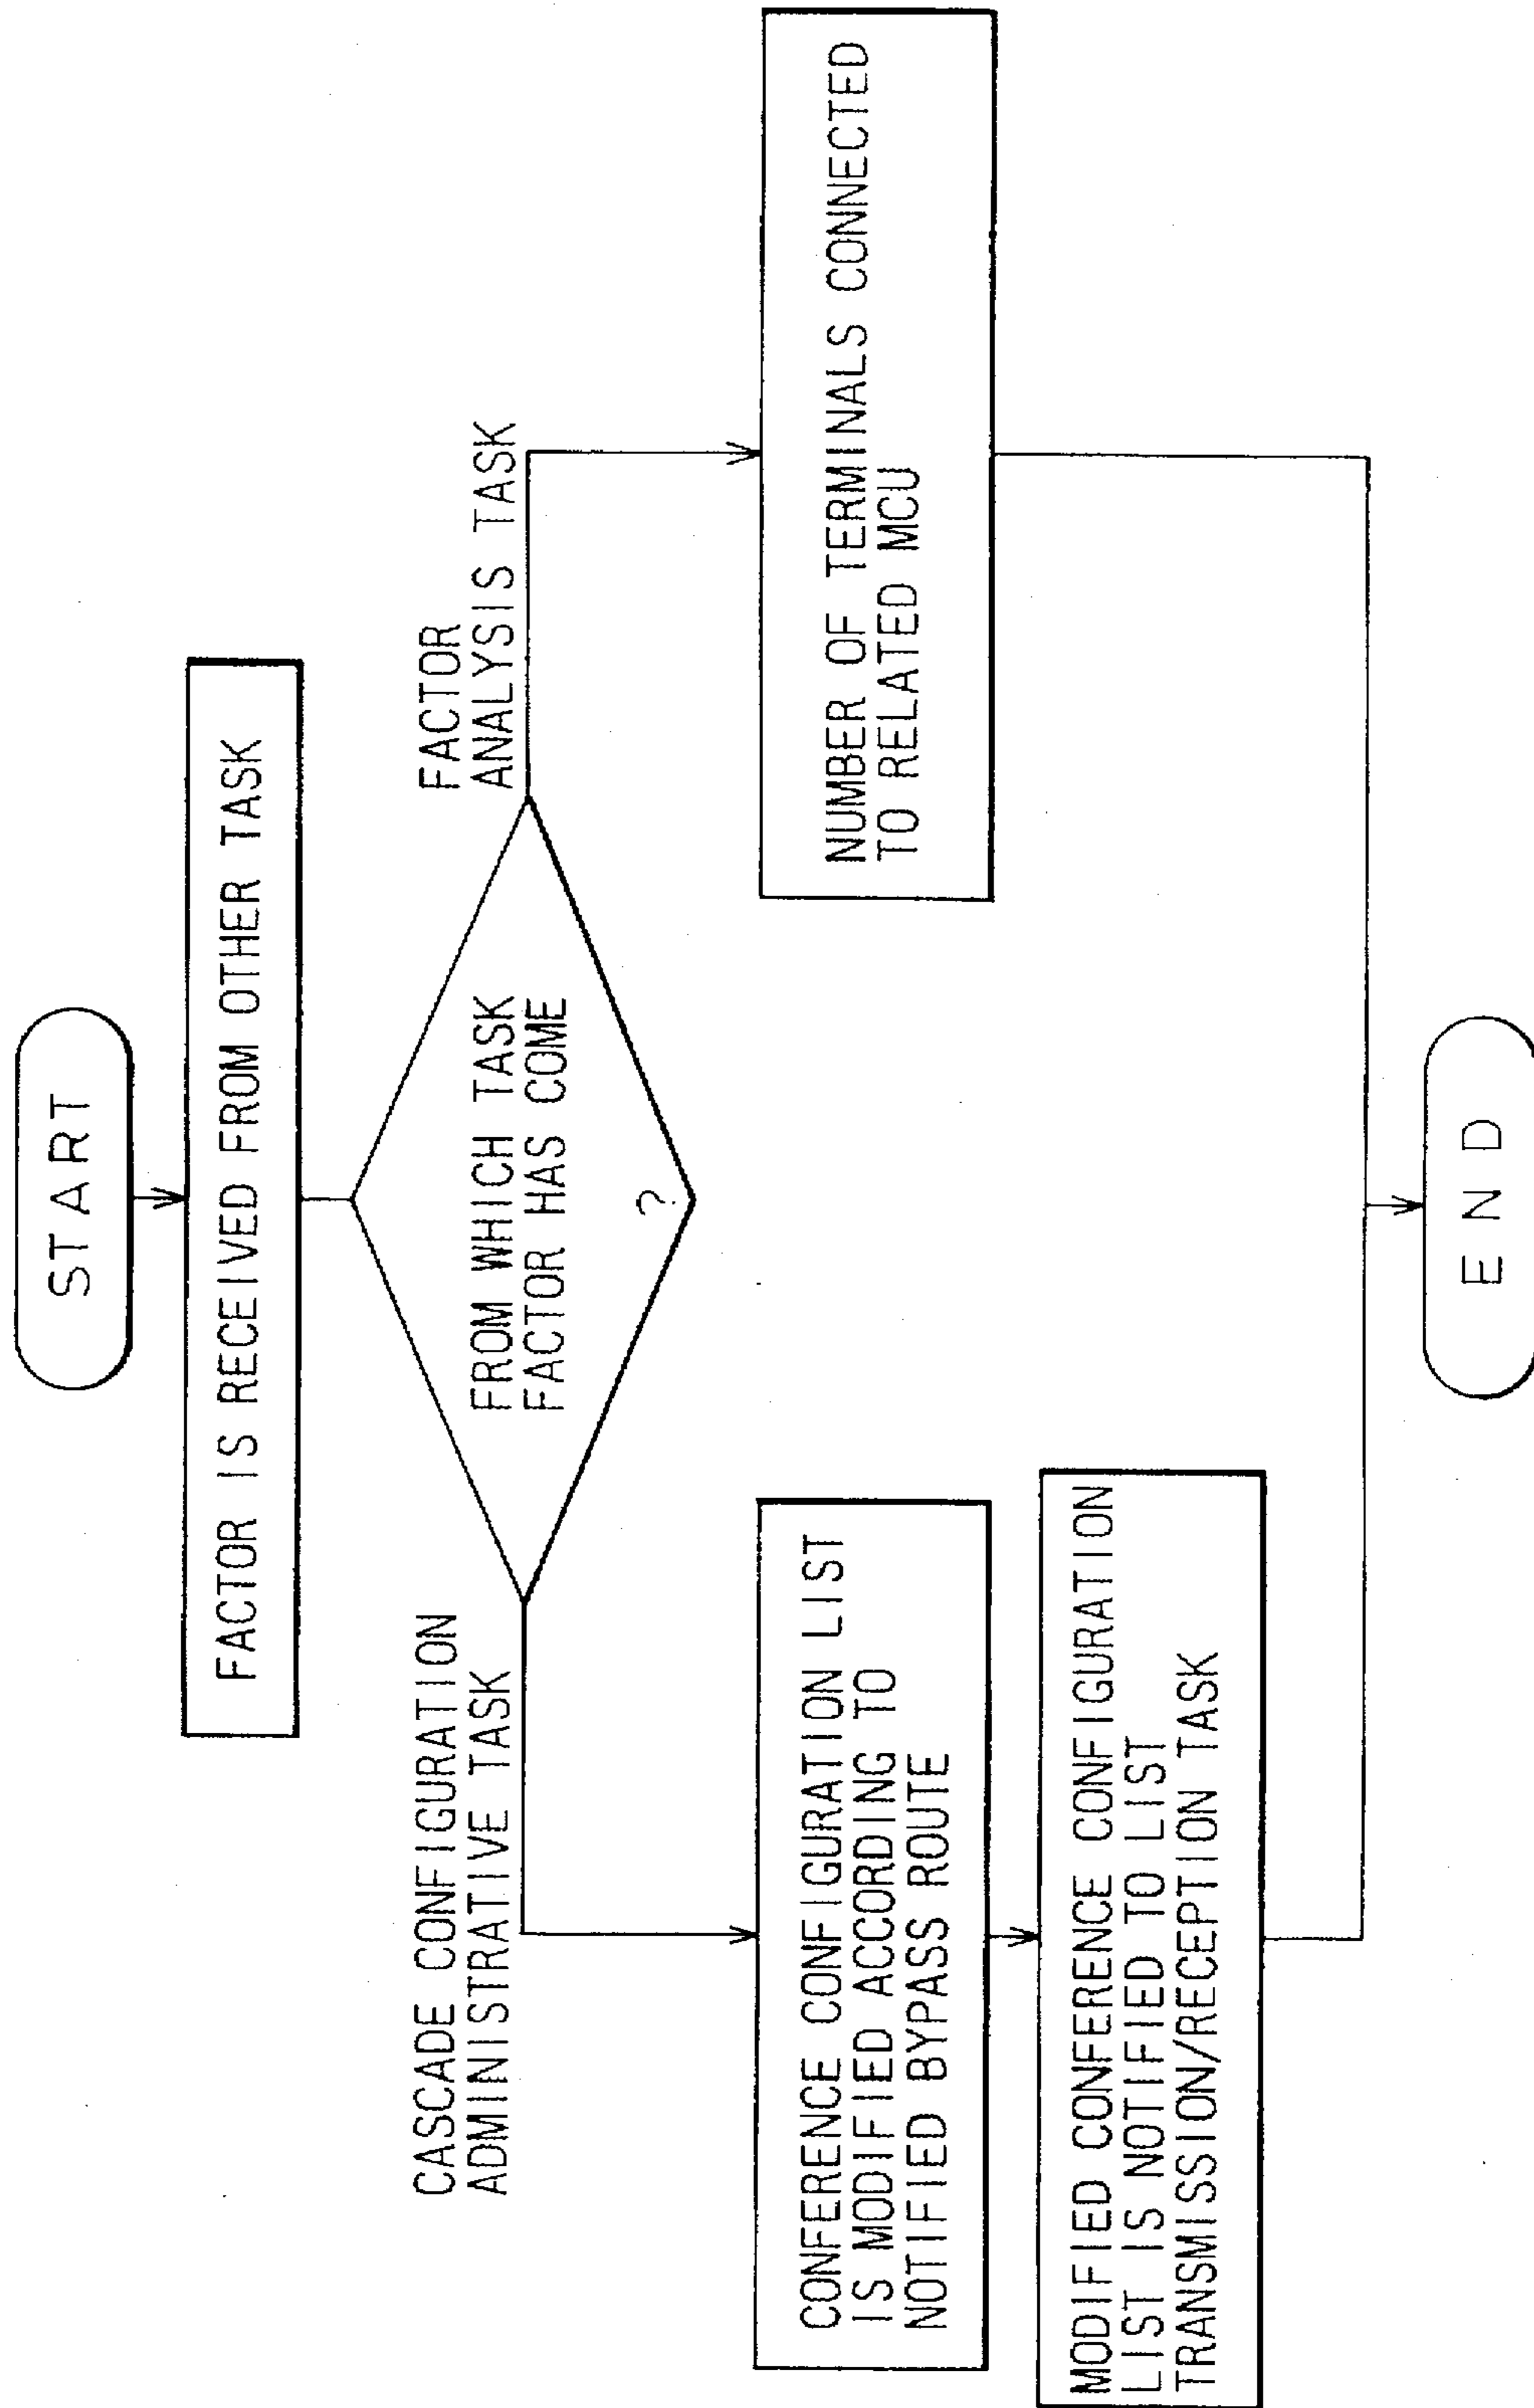 START
FACTOR IS RECEIVED FROM OTHER TASK
FROM WHICH TASK
FACTOR HAS COME
?
CASCADE CONFIGURATION
ADMINISTRATIVE TASK
FACTOR
ANALYSIS TASK
CONFERENCE CONFIGURATION LIST
IS MODIFIED ACCORDING TO
NOTIFIED BYPASS ROUTE
NUMBER OF TERMINALS CONNECTED
TO RELATED MCU
MODIFIED CONFERENCE CONFIGURATION
LIST IS NOTIFIED TO LIST
TRANSMISSION/RECEPTION TASK
END